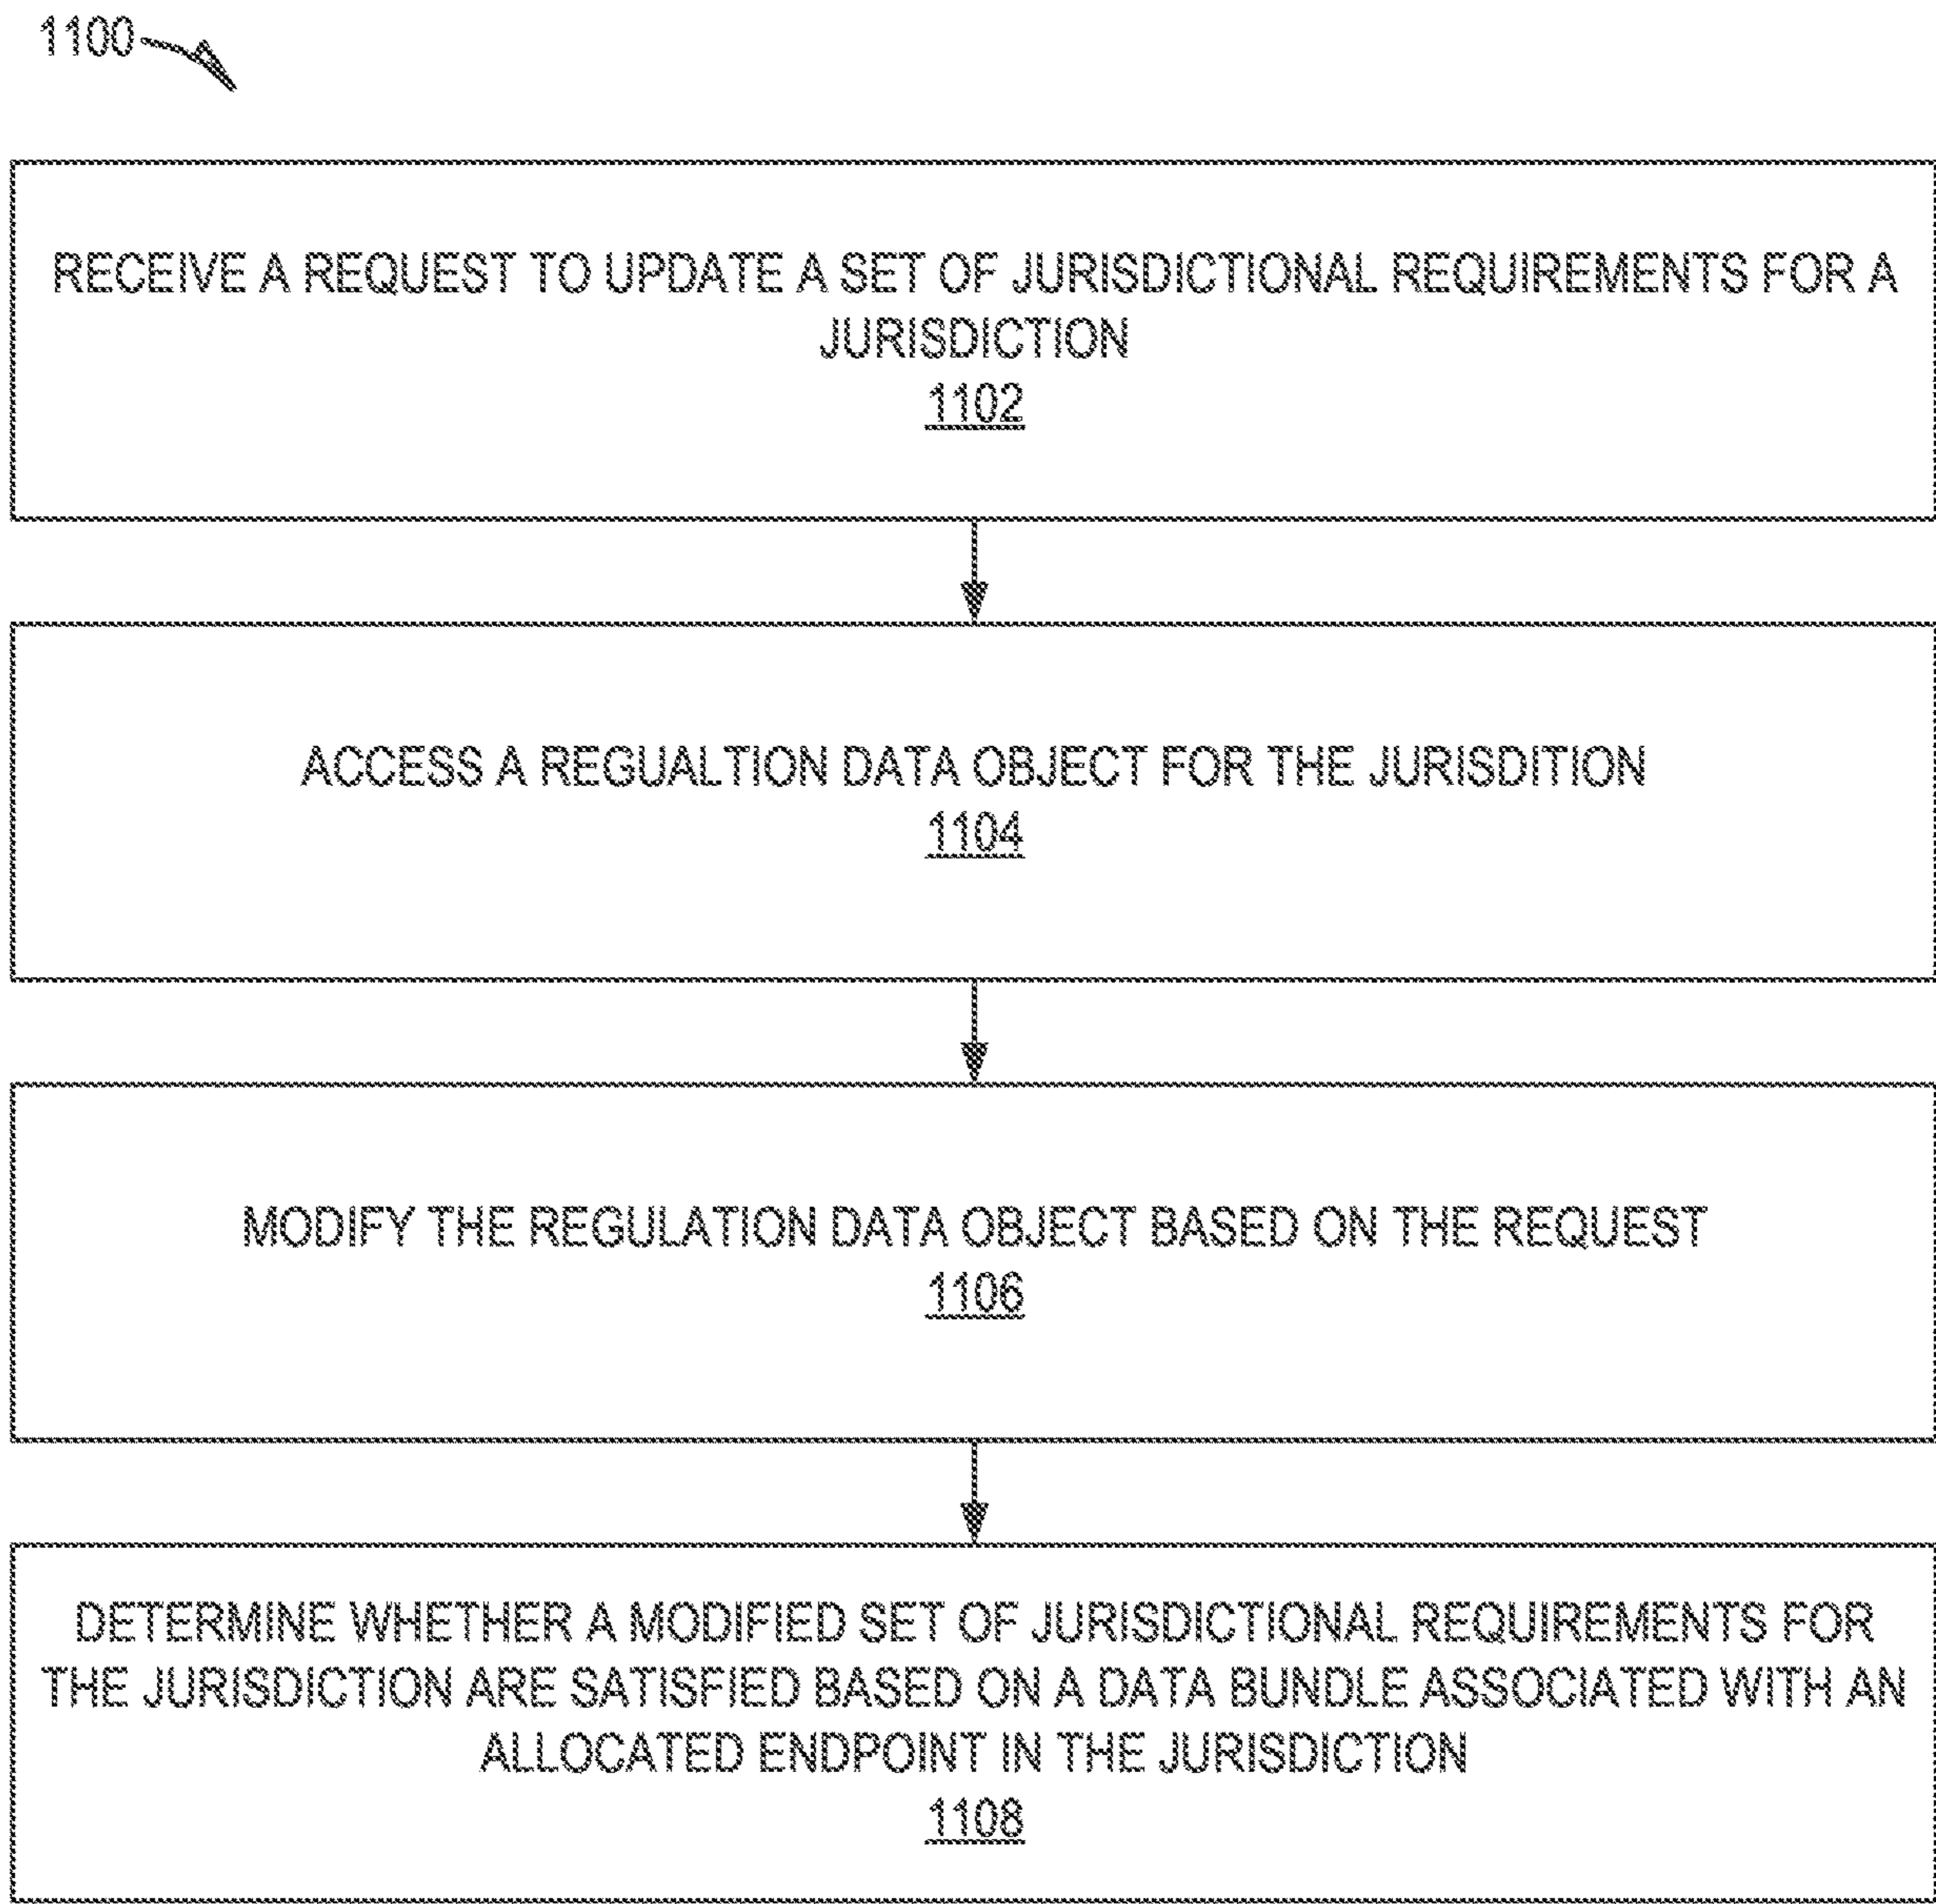 1100
RECEIVE A REQUEST TO UPDATE A SET OF JURISDICTIONAL REQUIREMENTS FOR A
JURISDICTION
1102
ACCESS A REGUALTION DATA OBJECT FOR THE JURISDITION
1104
MODIFY THE REGULATION DATA OBJECT BASED ON THE REQUEST
1106
DETERMINE WHETHER A MODIFIED SET OF JURISDICTIONAL REQUIREMENTS FOR
THE JURISDICTION ARE SATISFIED BASED ON A DATA BUNDLE ASSOCIATED WITH AN
ALLOCATED ENDPOINT IN THE JURISDICTION
1108